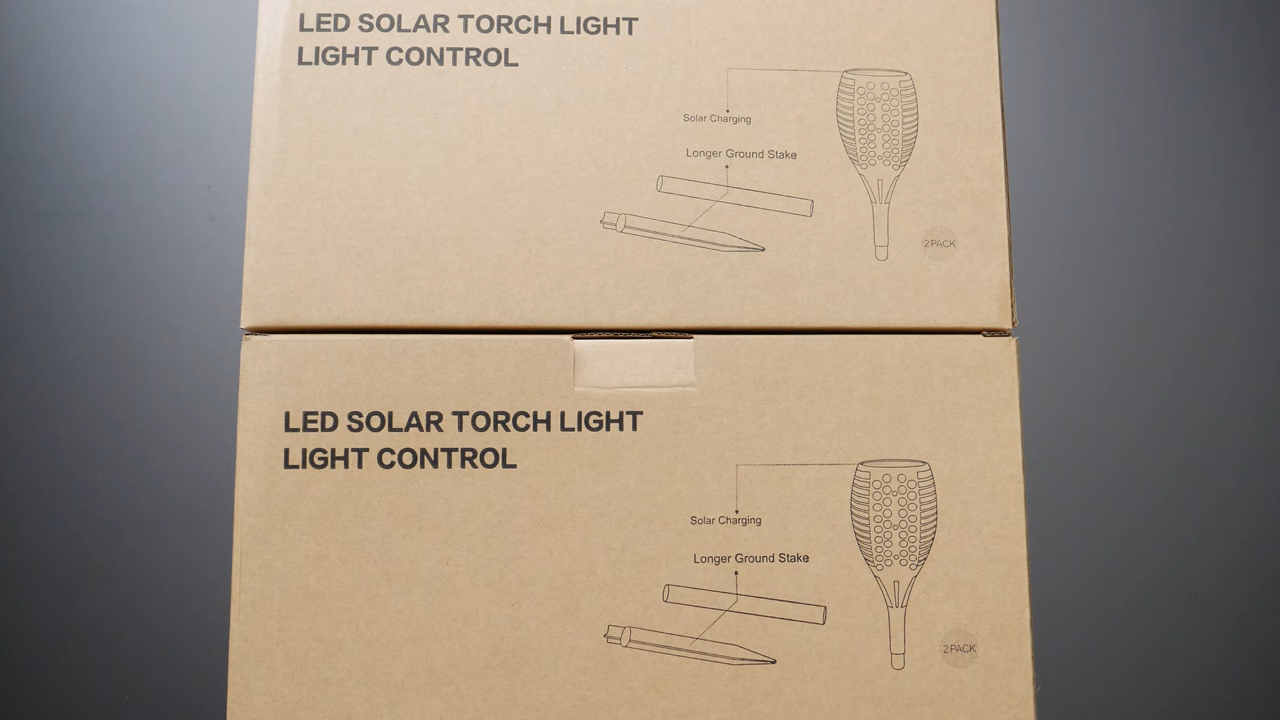 LED SOLAR TORCH LIGHT
LIGHT CONTROL
Solar Charging
Longer Ground Stake
2PACK
LED SOLAR TORCH LIGHT
LIGHT CONTROL
Solar Charging
Longer Ground Stake
2PACK